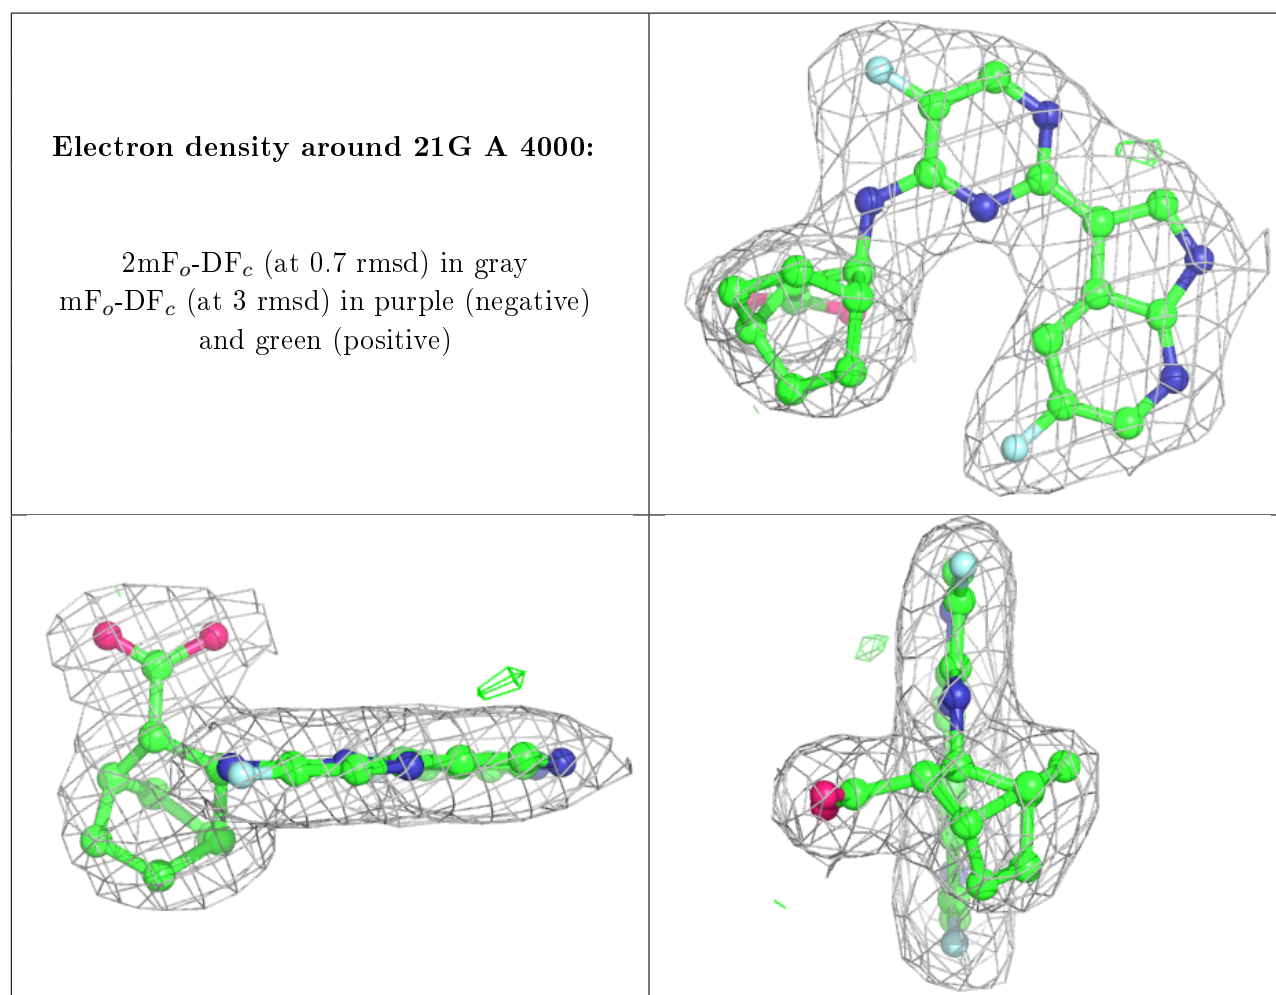 Electron density around 21G A 4000:
2mFo-DFc (at 0.7 rmsd) in gray
mFo-DFc (at 3 rmsd) in purple (negative)
and green (positive)